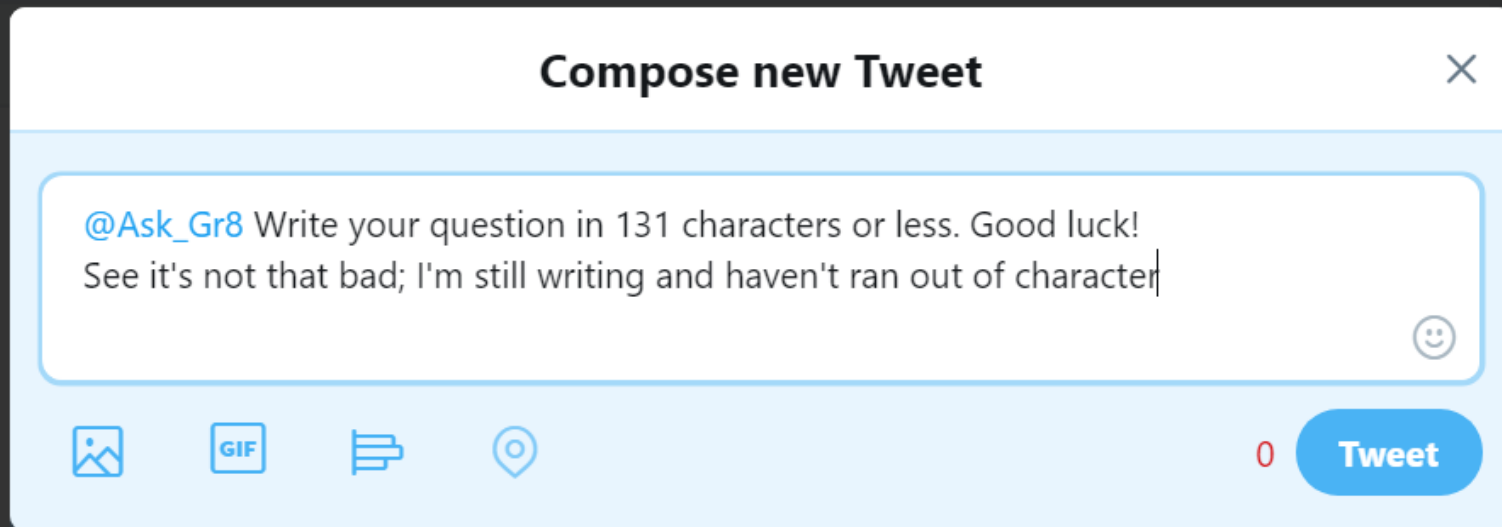 Compose new Tweet
@Ask_Gr8 Write your question in 131 characters or less. Good luck!
See it's not that bad; I'm still writing and haven't ran out of character
GIF
0
Tweet